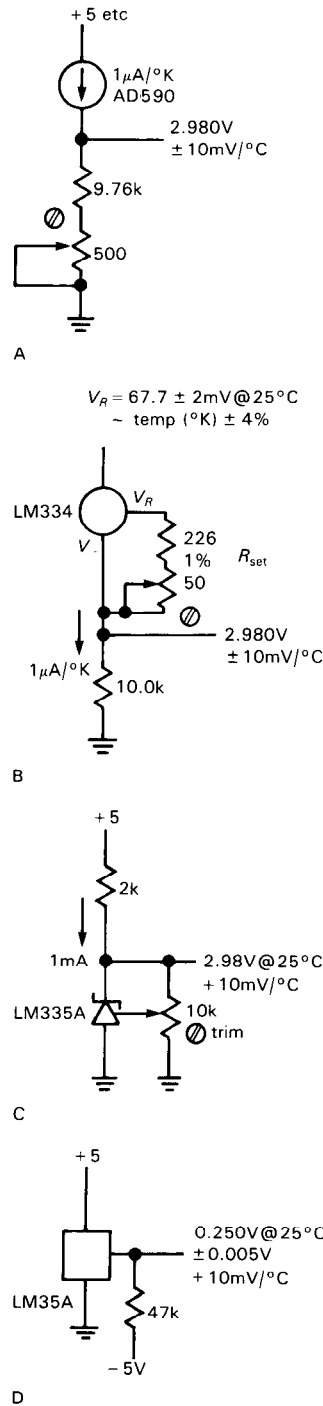 +5 etc
1μA/°K
AD590
2.980V
±10mV/°C
9.76k
500
A
V_R = 67.7 ± 2mV@25°C
~ temp (°K) ± 4%
LM334
V_R
V_-
226
1%
R_set
50
2.980V
±10mV/°C
1μA/°K
10.0k
B
+5
2k
1mA
2.98V@25°C
+10mV/°C
LM335A
10k
trim
C
+5
0.250V@25°C
±0.005V
+10mV/°C
LM35A
47k
−5V
D